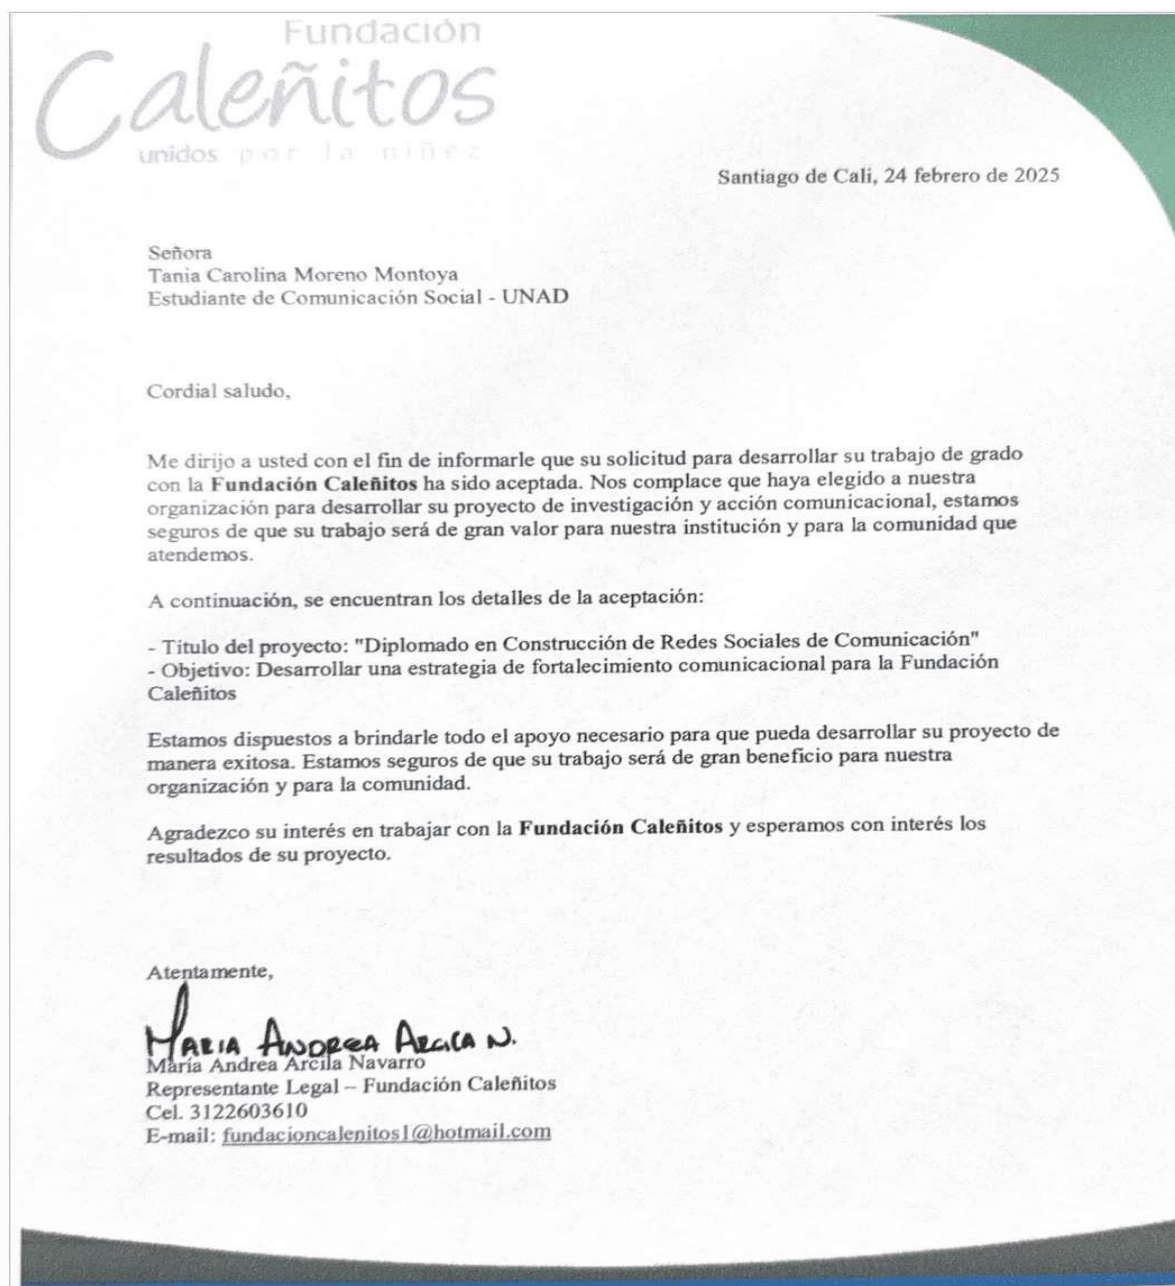 Fundación
Caleñitos
unidos por la niñez
Santiago de Cali, 24 febrero de 2025
Señora
Tania Carolina Moreno Montoya
Estudiante de Comunicación Social - UNAD
Cordial saludo,
Me dirijo a usted con el fin de informarle que su solicitud para desarrollar su trabajo de grado
con la Fundación Caleñitos ha sido aceptada. Nos complace que haya elegido a nuestra
organización para desarrollar su proyecto de investigación y acción comunicacional, estamos
seguros de que su trabajo será de gran valor para nuestra institución y para la comunidad que
atendemos.
A continuación, se encuentran los detalles de la aceptación:
- Título del proyecto: "Diplomado en Construcción de Redes Sociales de Comunicación"
- Objetivo: Desarrollar una estrategia de fortalecimiento comunicacional para la Fundación
Caleñitos
Estamos dispuestos a brindarle todo el apoyo necesario para que pueda desarrollar su proyecto de
manera exitosa. Estamos seguros de que su trabajo será de gran beneficio para nuestra
organización y para la comunidad.
Agradezco su interés en trabajar con la Fundación Caleñitos y esperamos con interés los
resultados de su proyecto.
Atentamente,
MARIA ANDREA ARCILA N.
María Andrea Arcila Navarro
Representante Legal – Fundación Caleñitos
Cel. 3122603610
E-mail: fundacioncalenitos1@hotmail.com